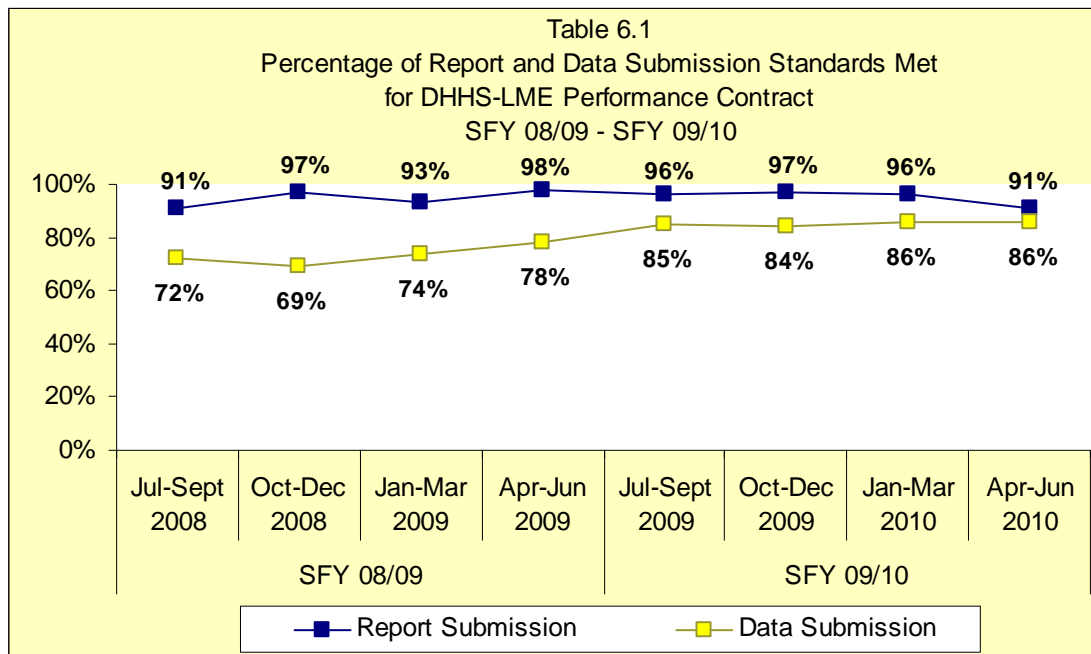 Table 6.1
Percentage of Report and Data Submission Standards Met
for DHHS-LME Performance Contract
SFY 08/09 - SFY 09/10
91% 97% 93% 98% 96% 97% 96% 91%
100%
80%
72% 69% 74% 78% 85% 84% 86% 86%
60%
40%
20%
0%
Jul-Sept Oct-Dec Jan-Mar Apr-Jun Jul-Sept Oct-Dec Jan-Mar Apr-Jun
2008 2008 2009 2009 2009 2009 2010 2010
SFY 08/09 SFY 09/10
Report Submission Data Submission